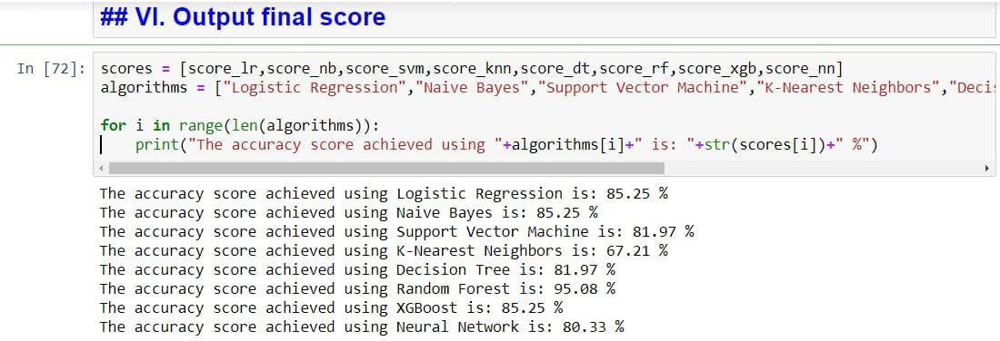 ## VI. Output final score
In [72]: scores = [score_lr,score_nb,score_svm,score_knn,score_dt,score_rf,score_xgb,score_nn]
algorithms = ["Logistic Regression","Naive Bayes","Support Vector Machine","K-Nearest Neighbors","Deci
for i in range(len(algorithms)):
    print("The accuracy score achieved using "+algorithms[i]+" is: "+str(scores[i])+" %")
The accuracy score achieved using Logistic Regression is: 85.25 %
The accuracy score achieved using Naive Bayes is: 85.25 %
The accuracy score achieved using Support Vector Machine is: 81.97 %
The accuracy score achieved using K-Nearest Neighbors is: 67.21 %
The accuracy score achieved using Decision Tree is: 81.97 %
The accuracy score achieved using Random Forest is: 95.08 %
The accuracy score achieved using XGBoost is: 85.25 %
The accuracy score achieved using Neural Network is: 80.33 %